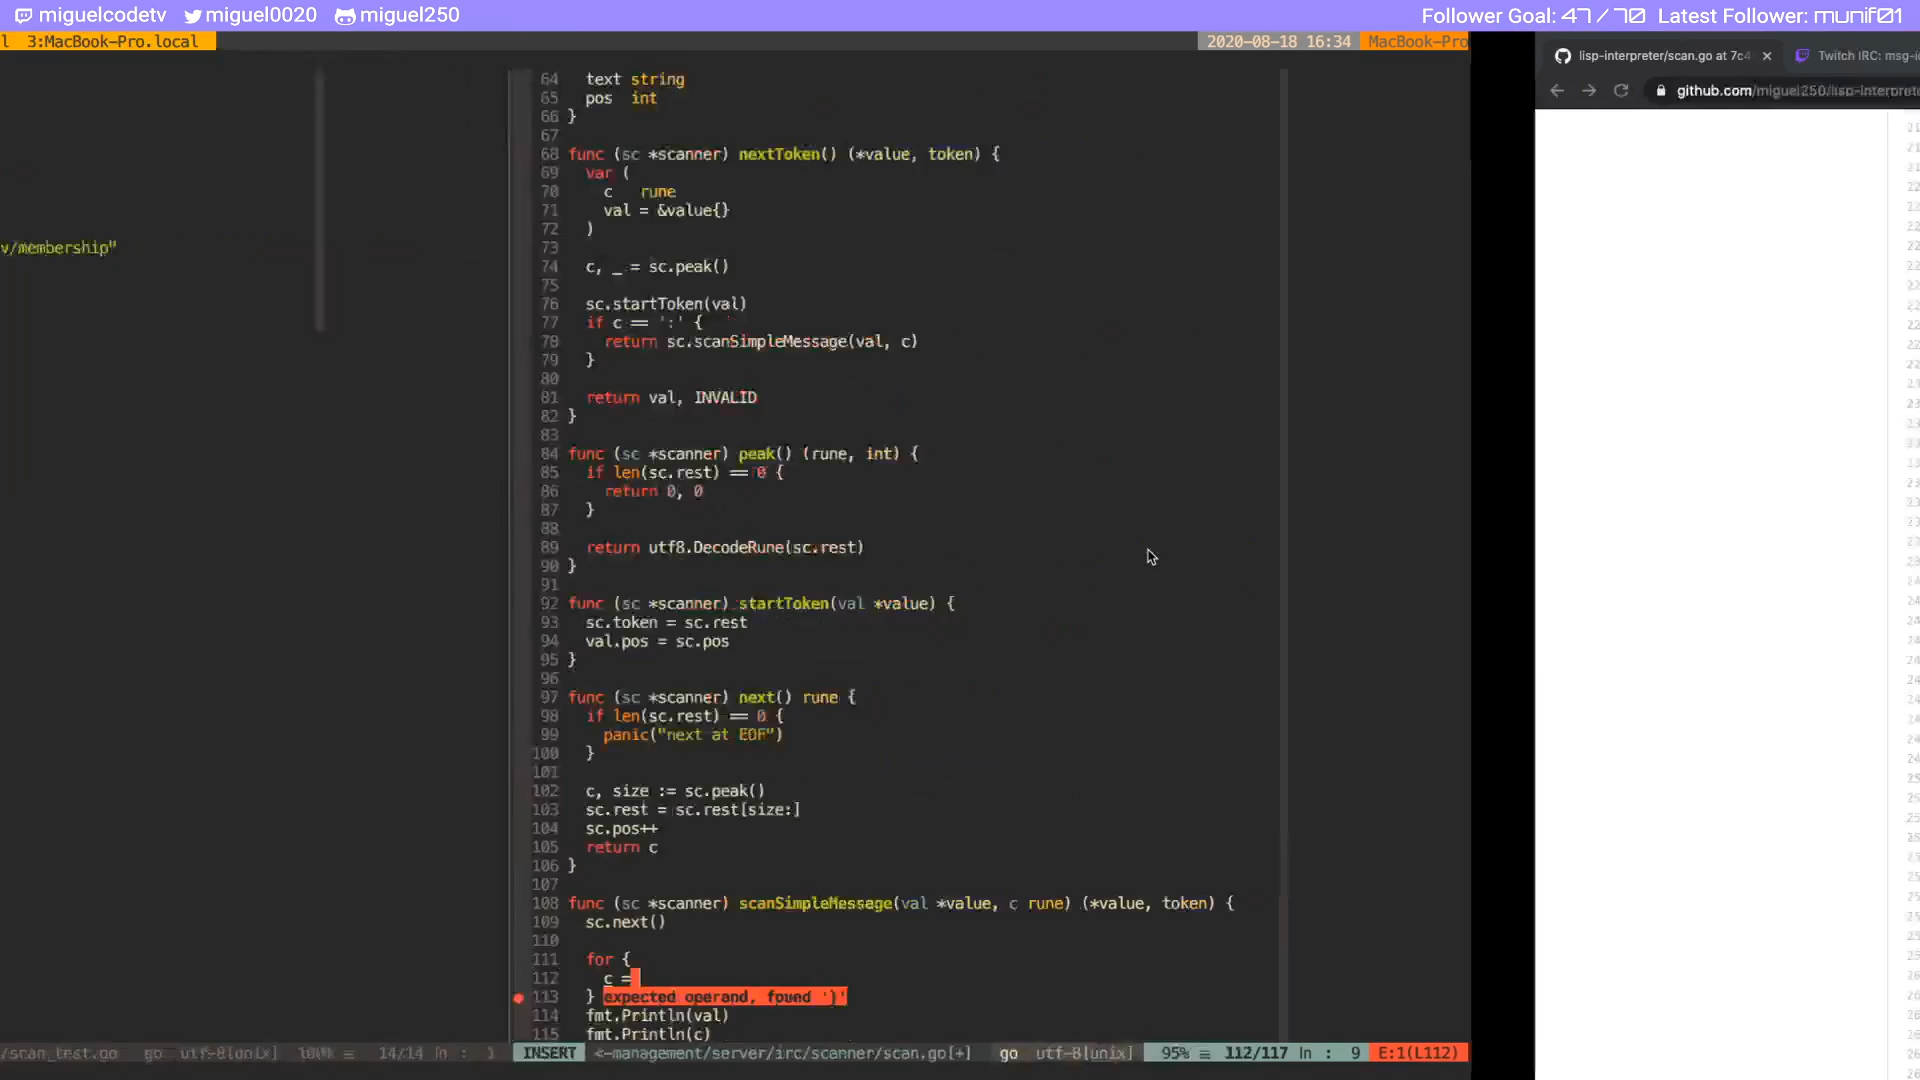 miguelcodetv miguel0020 miguel250 Follower Goal: 47 / 70 Latest Follower: munif01
l 3:MacBook-Pro.local 2020-08-18 16:34 MacBook-Pro
lisp-interpreter/scan.go at 7c4 Twitch IRC: msg-i
github.com/miguel250/lisp-interprete
v/membership"
64 text string
65 pos int
66 }
67
68 func (sc *scanner) nextToken() (*value, token) {
69 var (
70 c rune
71 val = &value{}
72 )
73
74 c, _ = sc.peak()
75
76 sc.startToken(val)
77 if c == ':' {
78 return sc.scanSimpleMessage(val, c)
79 }
80
81 return val, INVALID
82 }
83
84 func (sc *scanner) peak() (rune, int) {
85 if len(sc.rest) == 0 {
86 return 0, 0
87 }
88
89 return utf8.DecodeRune(sc.rest)
90 }
91
92 func (sc *scanner) startToken(val *value) {
93 sc.token = sc.rest
94 val.pos = sc.pos
95 }
96
97 func (sc *scanner) next() rune {
98 if len(sc.rest) == 0 {
99 panic("next at EOF")
100 }
101
102 c, size := sc.peak()
103 sc.rest = sc.rest[size:]
104 sc.pos++
105 return c
106 }
107
108 func (sc *scanner) scanSimpleMessage(val *value, c rune) (*value, token) {
109 sc.next()
110
111 for {
112 c =
113 } expected operand, found '}'
114 fmt.Println(val)
115 fmt.Println(c)
/scan_test.go go utf-8[unix] 100% ≡ 14/14 ln : 1 INSERT <-management/server/irc/scanner/scan.go[+] go utf-8[unix] 95% ≡ 112/117 ln : 9 E:1(L112)